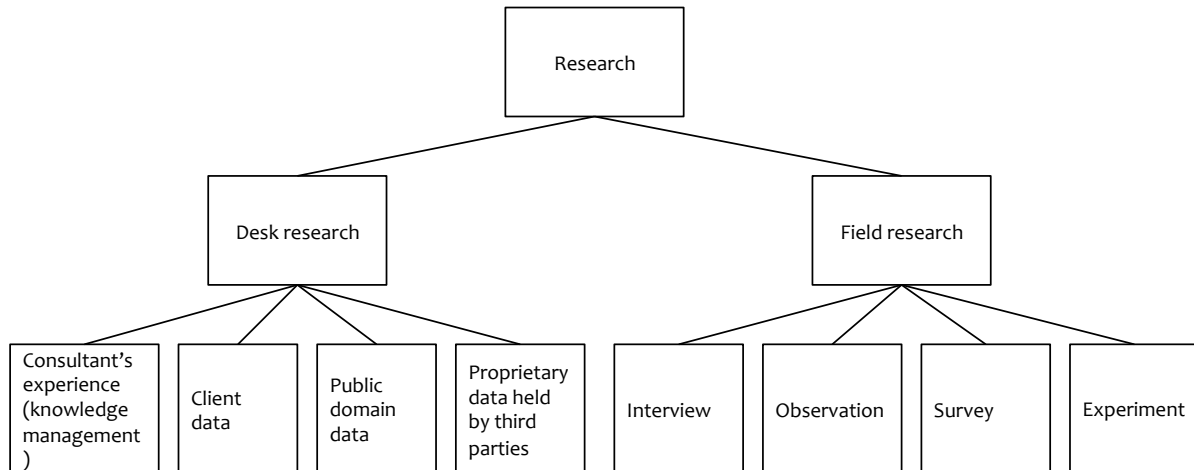 Research
Desk research
Field research
Consultant’s
experience
(knowledge
management
)
Client
data
Public
domain
data
Proprietary
data held
by third
parties
Interview
Observation
Survey
Experiment